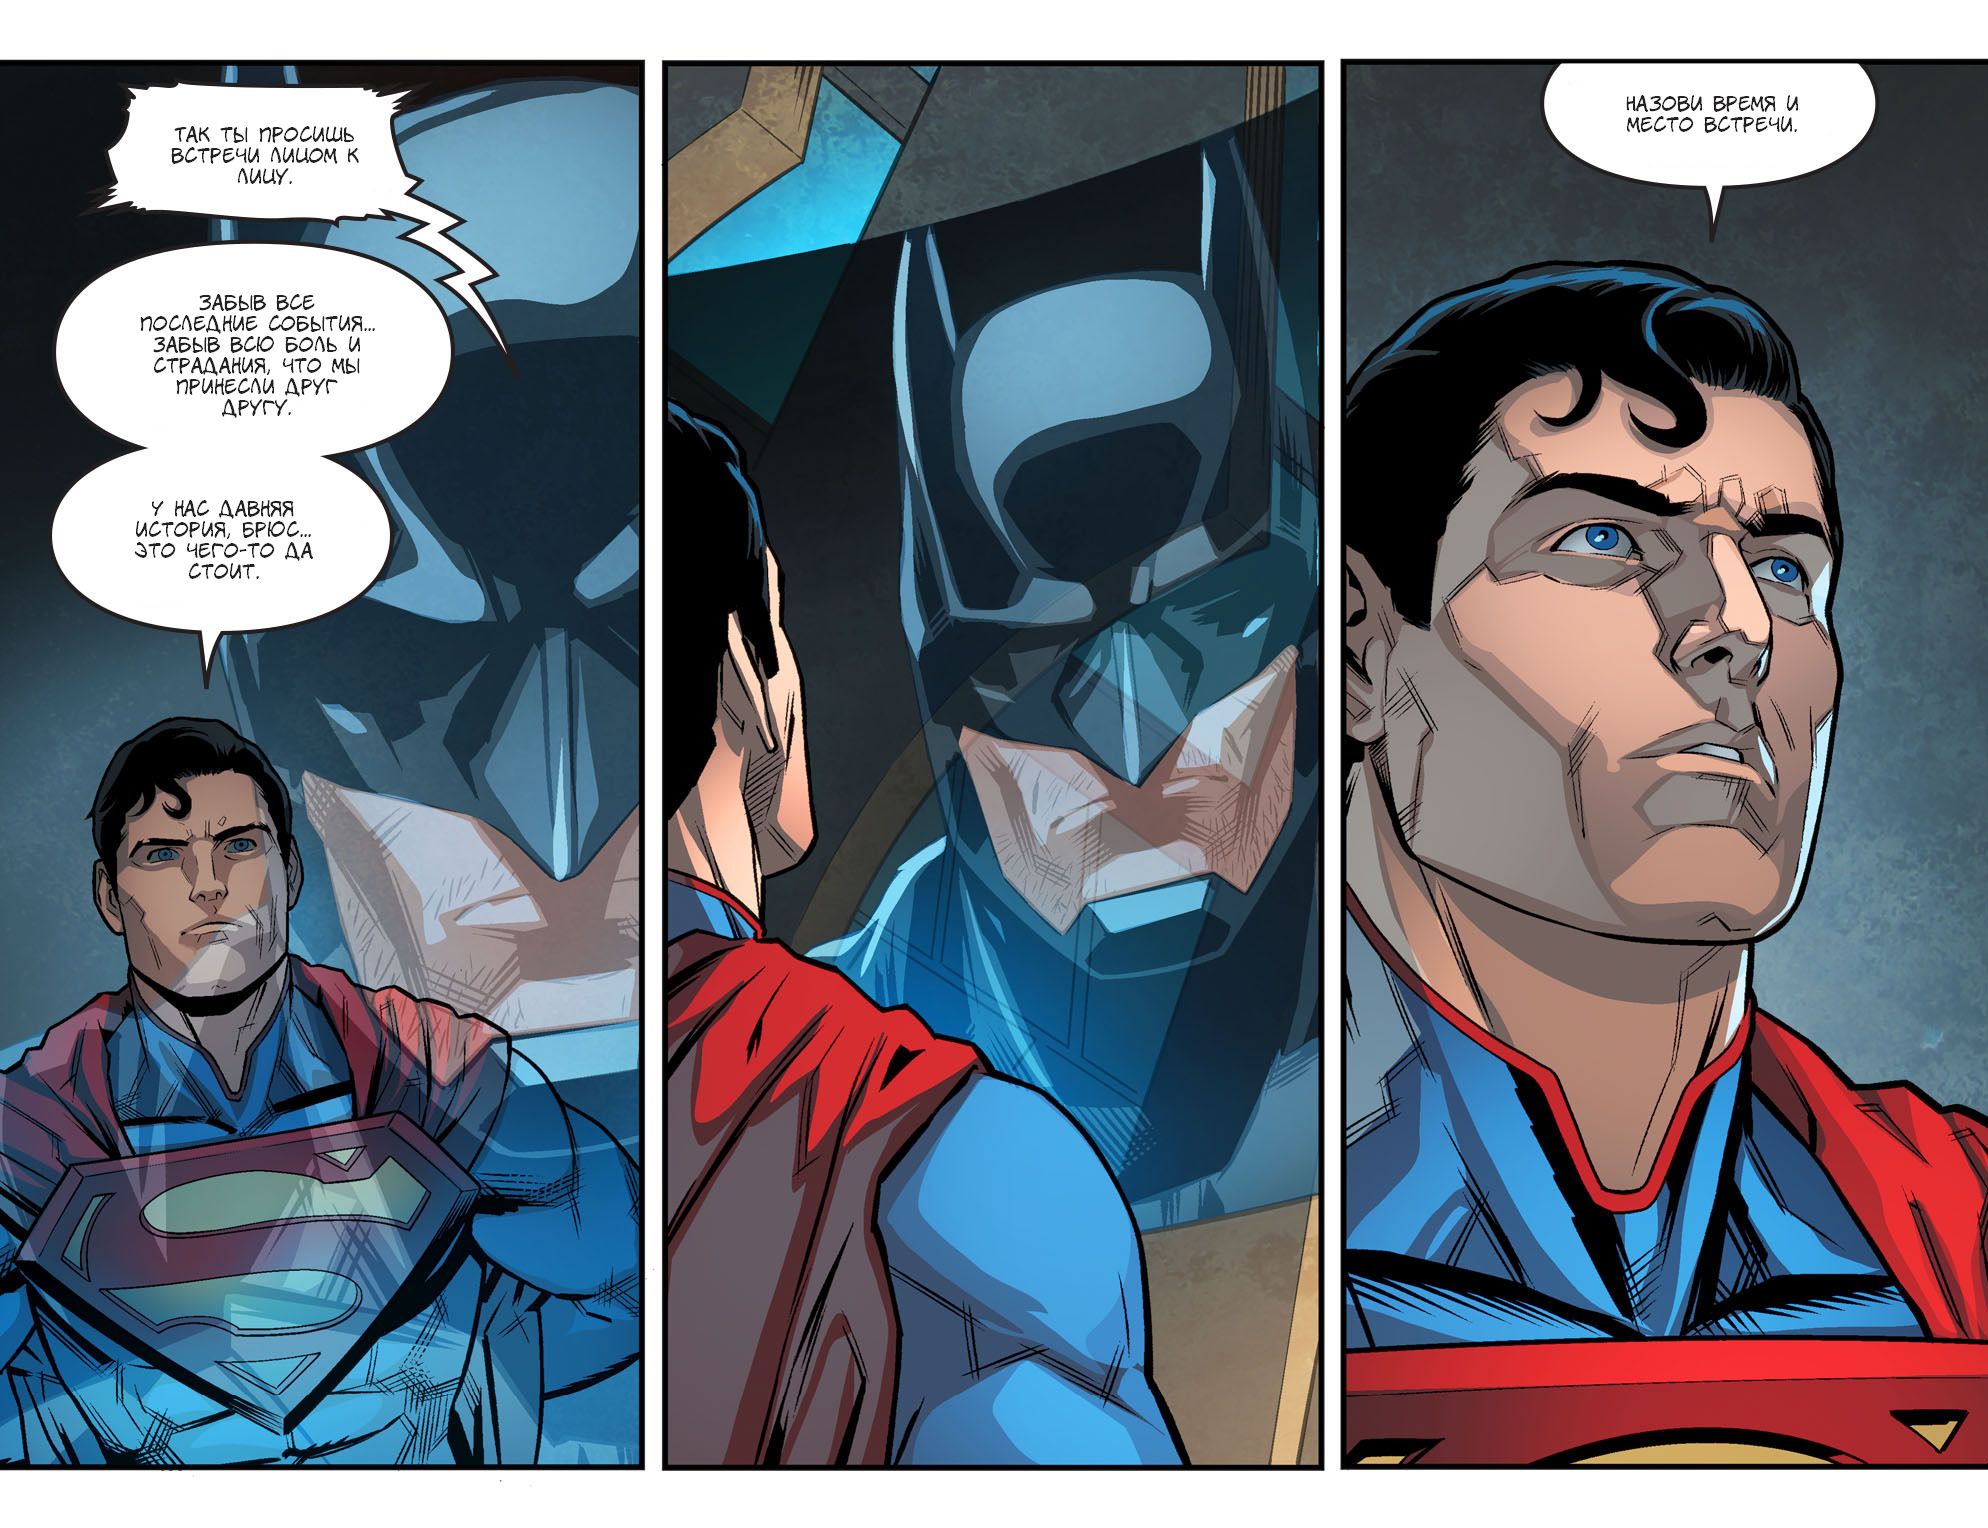 ТАК ТЫ ПРОСИШЬ
ВСТРЕЧИ ЛИЦОМ К
ЛИЦУ.
ЗАБЫВ ВСЕ
ПОСЛЕДНИЕ СОБЫТИЯ...
ЗАБЫВ ВСЮ БОЛЬ И
СТРАДАНИЯ, ЧТО МЫ
ПРИНЕСЛИ ДРУГ
ДРУГУ.
У НАС ДАВНЯЯ
ИСТОРИЯ, БРЮС...
ЭТО ЧЕГО-ТО ДА
СТОИТ.
НАЗОВИ ВРЕМЯ И
МЕСТО ВСТРЕЧИ.